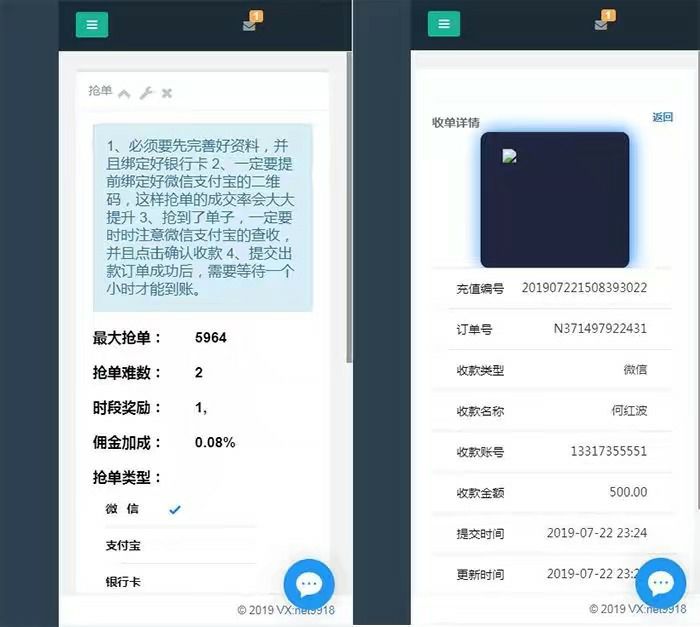 1
抢单
1、必须要先完善好资料，并
且绑定好银行卡 2、一定要提
前绑定好微信支付宝的二维
码，这样抢单的成交率会大大
提升 3、抢到了单子，一定要
时时注意微信支付宝的查收，
并且点击确认收款 4、提交出
款订单成功后，需要等待一个
小时才能到账。
最大抢单： 5964
抢单难数： 2
时段奖励： 1,
佣金加成： 0.08%
抢单类型：
微 信
支付宝
银行卡
© 2019 VX:net5918
1
收单详情 返回
充值编号 201907221508393022
订单号 N371497922431
收款类型 微信
收款名称 何红波
收款账号 13317355551
收款金额 500.00
提交时间 2019-07-22 23:24
更新时间 2019-07-22 23:2
© 2019 VX:net5918